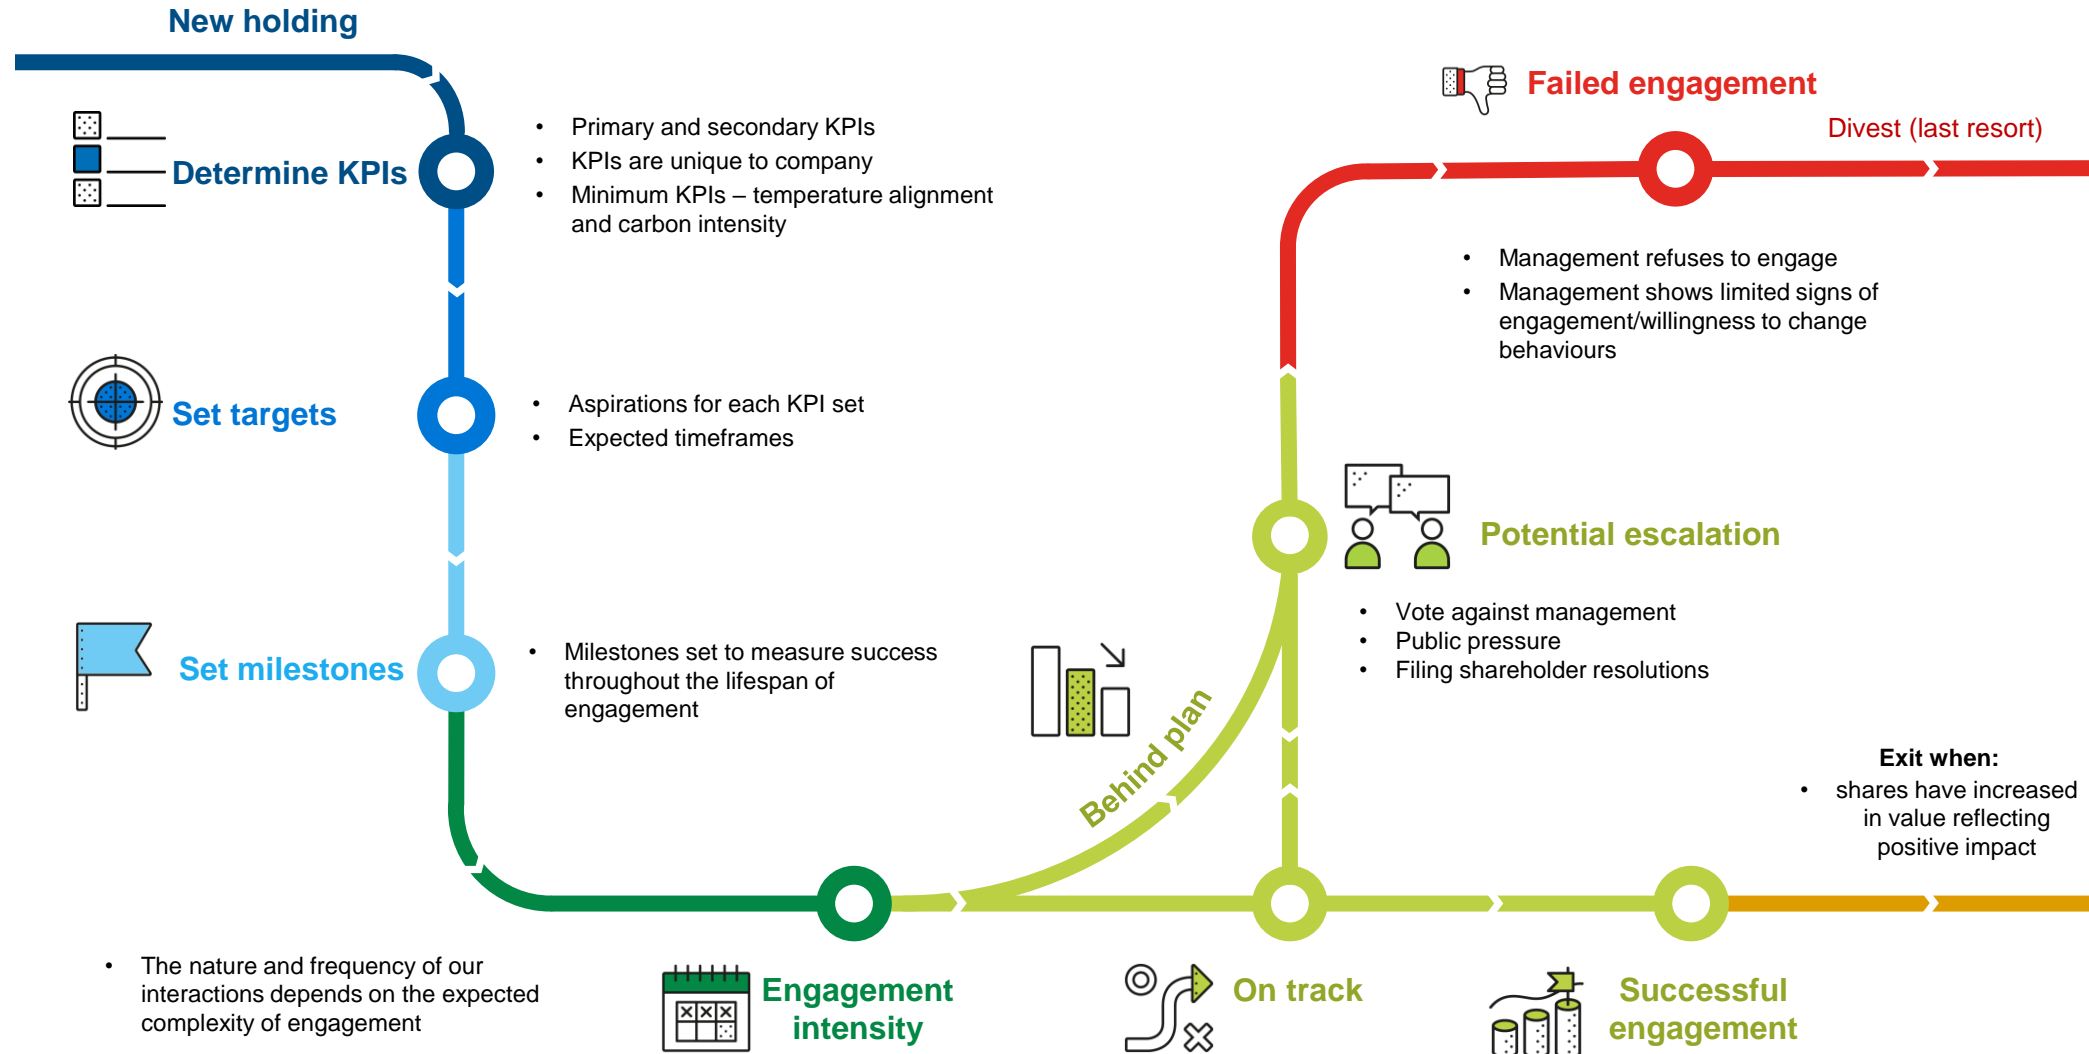 New holding
Determine KPIs
• Primary and secondary KPIs
• KPIs are unique to company
• Minimum KPIs – temperature alignment
and carbon intensity
Set targets
• Aspirations for each KPI set
• Expected timeframes
Set milestones
• Milestones set to measure success
throughout the lifespan of
engagement
• The nature and frequency of our
interactions depends on the expected
complexity of engagement
Engagement
intensity
Behind plan
On track
Potential escalation
• Vote against management
• Public pressure
• Filing shareholder resolutions
Failed engagement
Divest (last resort)
• Management refuses to engage
• Management shows limited signs of
engagement/willingness to change
behaviours
Successful
engagement
Exit when:
• shares have increased
in value reflecting
positive impact